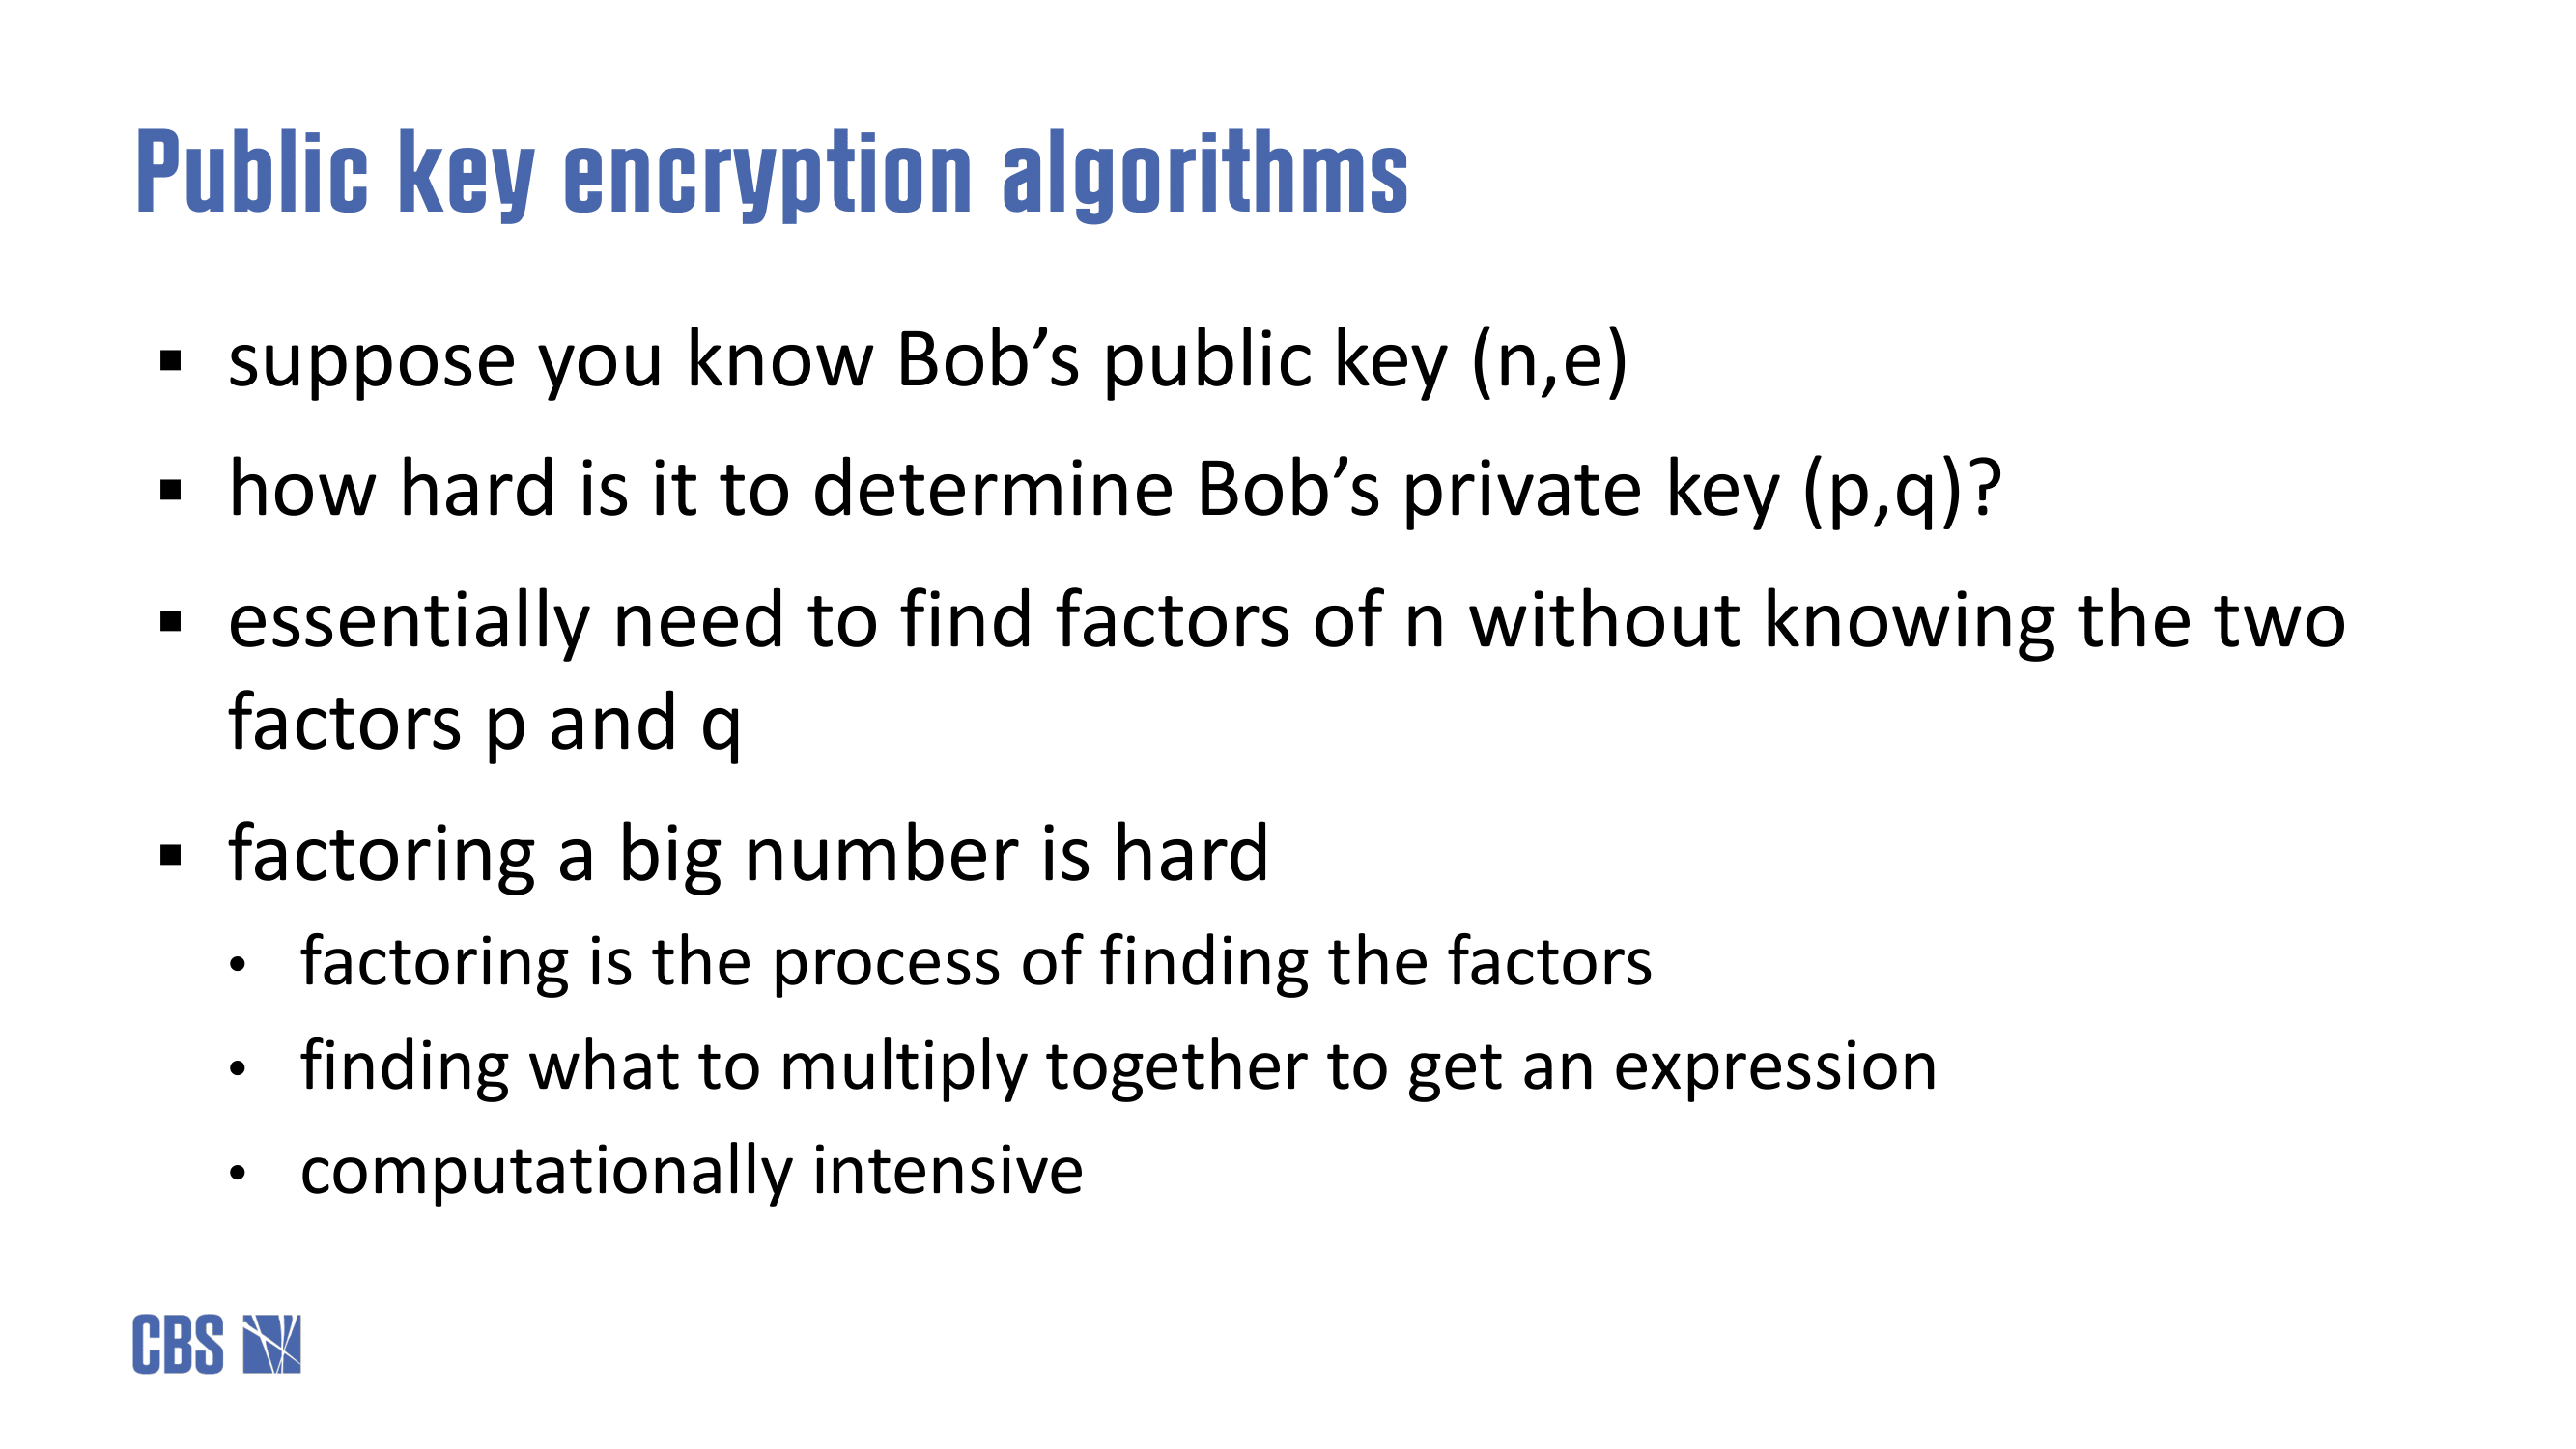 Public key encryption algorithms
▪ suppose you know Bob’s public key (n,e)
▪ how hard is it to determine Bob’s private key (p,q)?
▪ essentially need to find factors of n without knowing the two
factors p and q
▪ factoring a big number is hard
• factoring is the process of finding the factors
• finding what to multiply together to get an expression
• computationally intensive
CBS